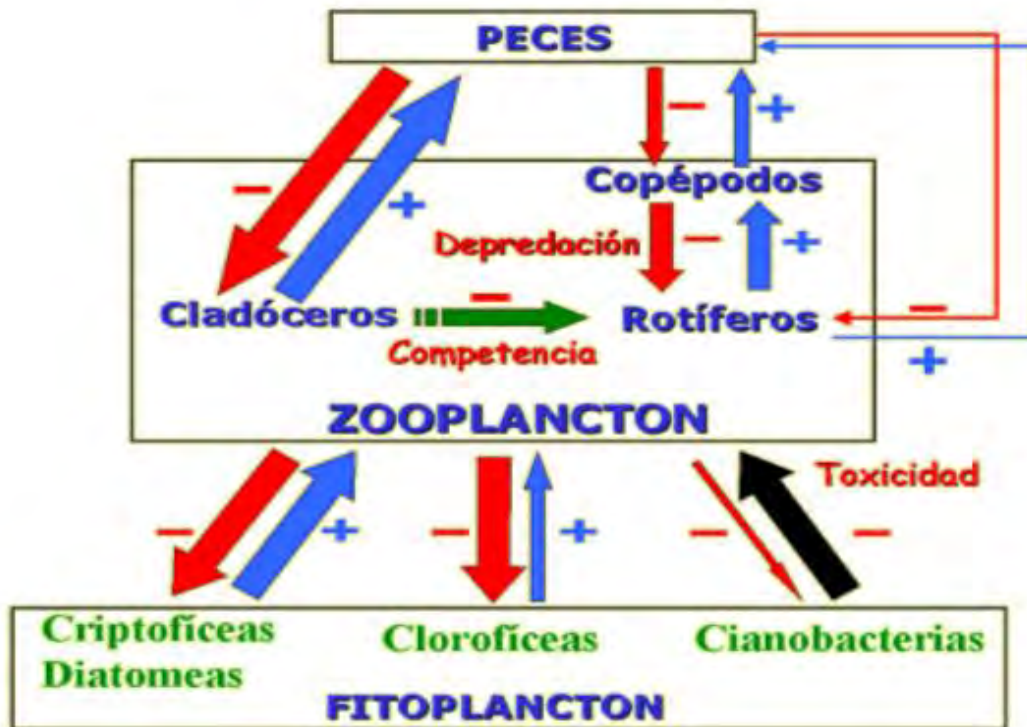 PECES
Copépodos
Depredación
Cladóceros
Rotíferos
Competencia
ZOOPLANCTON
Toxicidad
Criptofíceas
Diatomeas
Clorofíceas
Cianobacterias
FITOPLANCTON